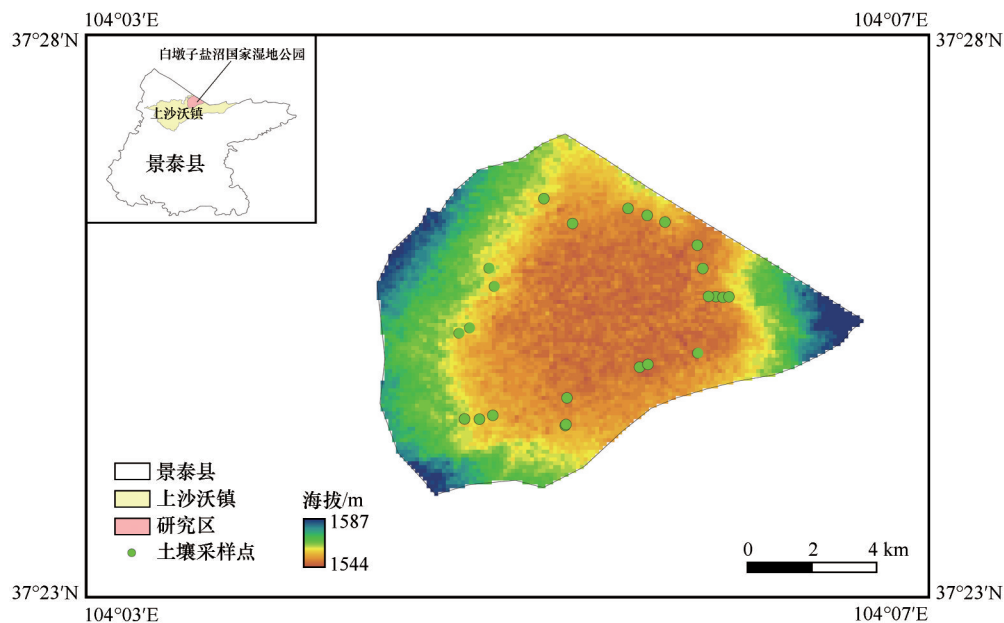 104°03′E
104°07′E
37°28′N
37°28′N
白墩子盐沼国家湿地公园
上沙沃镇
景泰县
景泰县
上沙沃镇
研究区
土壤采样点
海拔/m
1587
1544
0 2 4 km
37°23′N
37°23′N
104°03′E
104°07′E